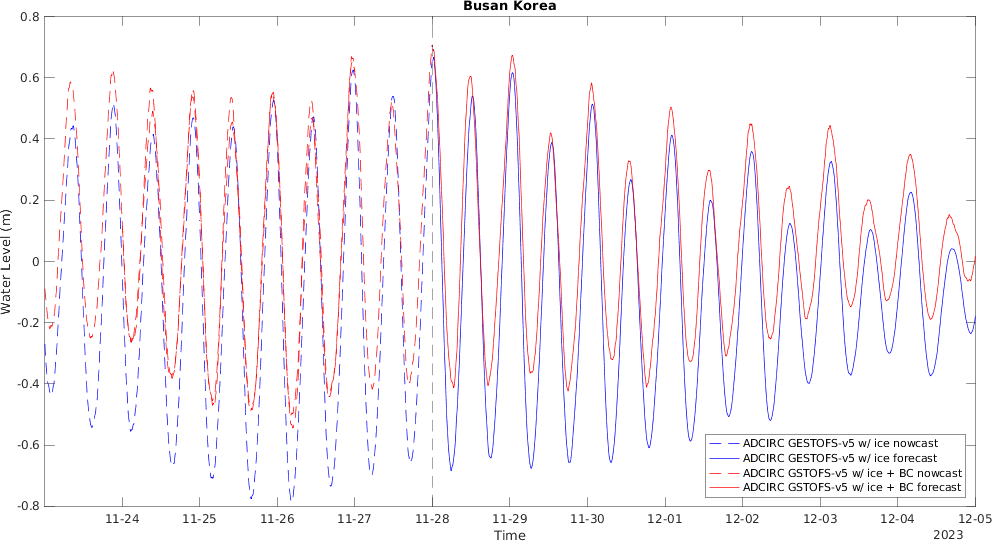 Busan Korea
0.8
0.6
0.4
0.2
0
-0.2
-0.4
-0.6
-0.8
Water Level (m)
ADCIRC GESTOFS-v5 w/ ice nowcast
ADCIRC GESTOFS-v5 w/ ice forecast
ADCIRC GSTOFS-v5 w/ ice + BC nowcast
ADCIRC GSTOFS-v5 w/ ice + BC forecast
11-24 11-25 11-26 11-27 11-28 11-29 11-30 12-01 12-02 12-03 12-04 12-05
Time
2023